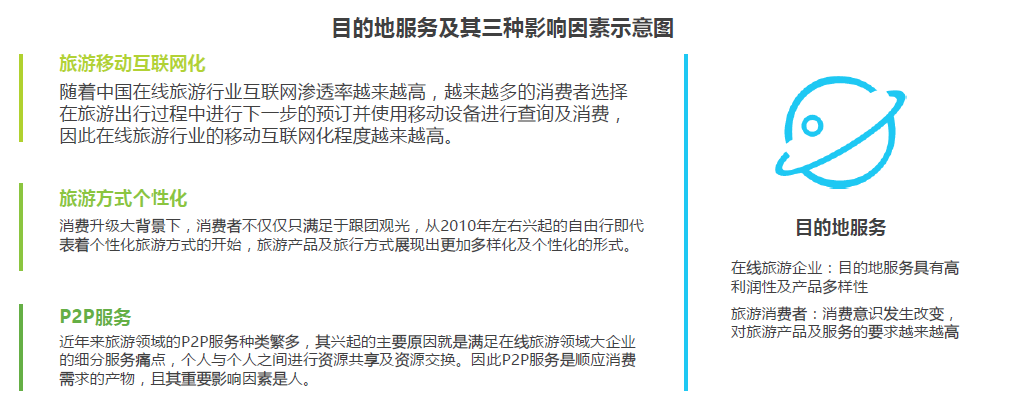 目的地服务及其三种影响因素示意图
旅游移动互联网化
随着中国在线旅游行业互联网渗透率越来越高，越来越多的消费者选择
在旅游出行过程中进行下一步的预订并使用移动设备进行查询及消费，
因此在线旅游行业的移动互联网化程度越来越高。
旅游方式个性化
消费升级大背景下，消费者不仅仅只满足于跟团观光，从2010年左右兴起的自由行即代
表着个性化旅游方式的开始，旅游产品及旅行方式展现出更加多样化及个性化的形式。
P2P服务
近年来旅游领域的P2P服务种类繁多，其兴起的主要原因就是满足在线旅游领域大企业
的细分服务痛点，个人与个人之间进行资源共享及资源交换。因此P2P服务是顺应消费
需求的产物，且其重要影响因素是人。
目的地服务
在线旅游企业：目的地服务具有高
利润性及产品多样性
旅游消费者：消费意识发生改变，
对旅游产品及服务的要求越来越高